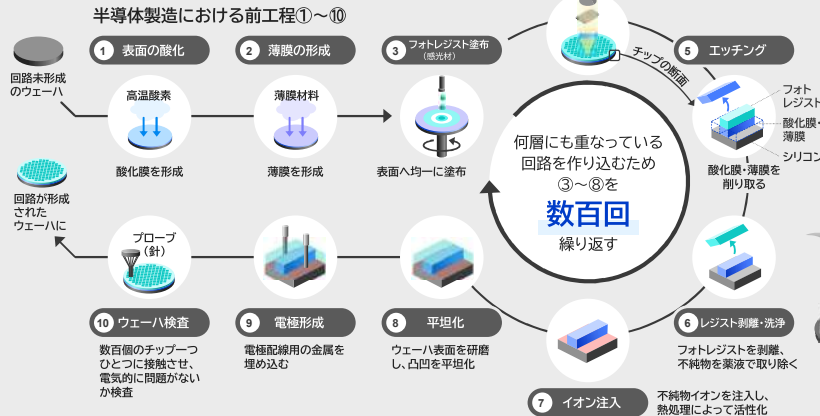 半導体製造における前工程①〜⑩
回路未形成
のウェーハ
1 表面の酸化
高温酸素
酸化膜を形成
2 薄膜の形成
薄膜材料
薄膜を形成
3 フォトレジスト塗布
(感光材)
表面へ均一に塗布
チップの断面
5 エッチング
フォト
レジスト
酸化膜・
薄膜
シリコン
酸化膜・薄膜を
削り取る
何層にも重なっている
回路を作り込むため
③〜⑧を
数百回
繰り返す
6 レジスト剥離・洗浄
フォトレジストを剥離、
不純物を薬液で取り除く
7 イオン注入
不純物イオンを注入し、
熱処理によって活性化
8 平坦化
ウェーハ表面を研磨
し、凸凹を平坦化
9 電極形成
電極配線用の金属を
埋め込む
プローブ
(針)
10 ウェーハ検査
数百個のチップ一つ
ひとつに接触させ、
電気的に問題がない
か検査
回路が形成
された
ウェーハに